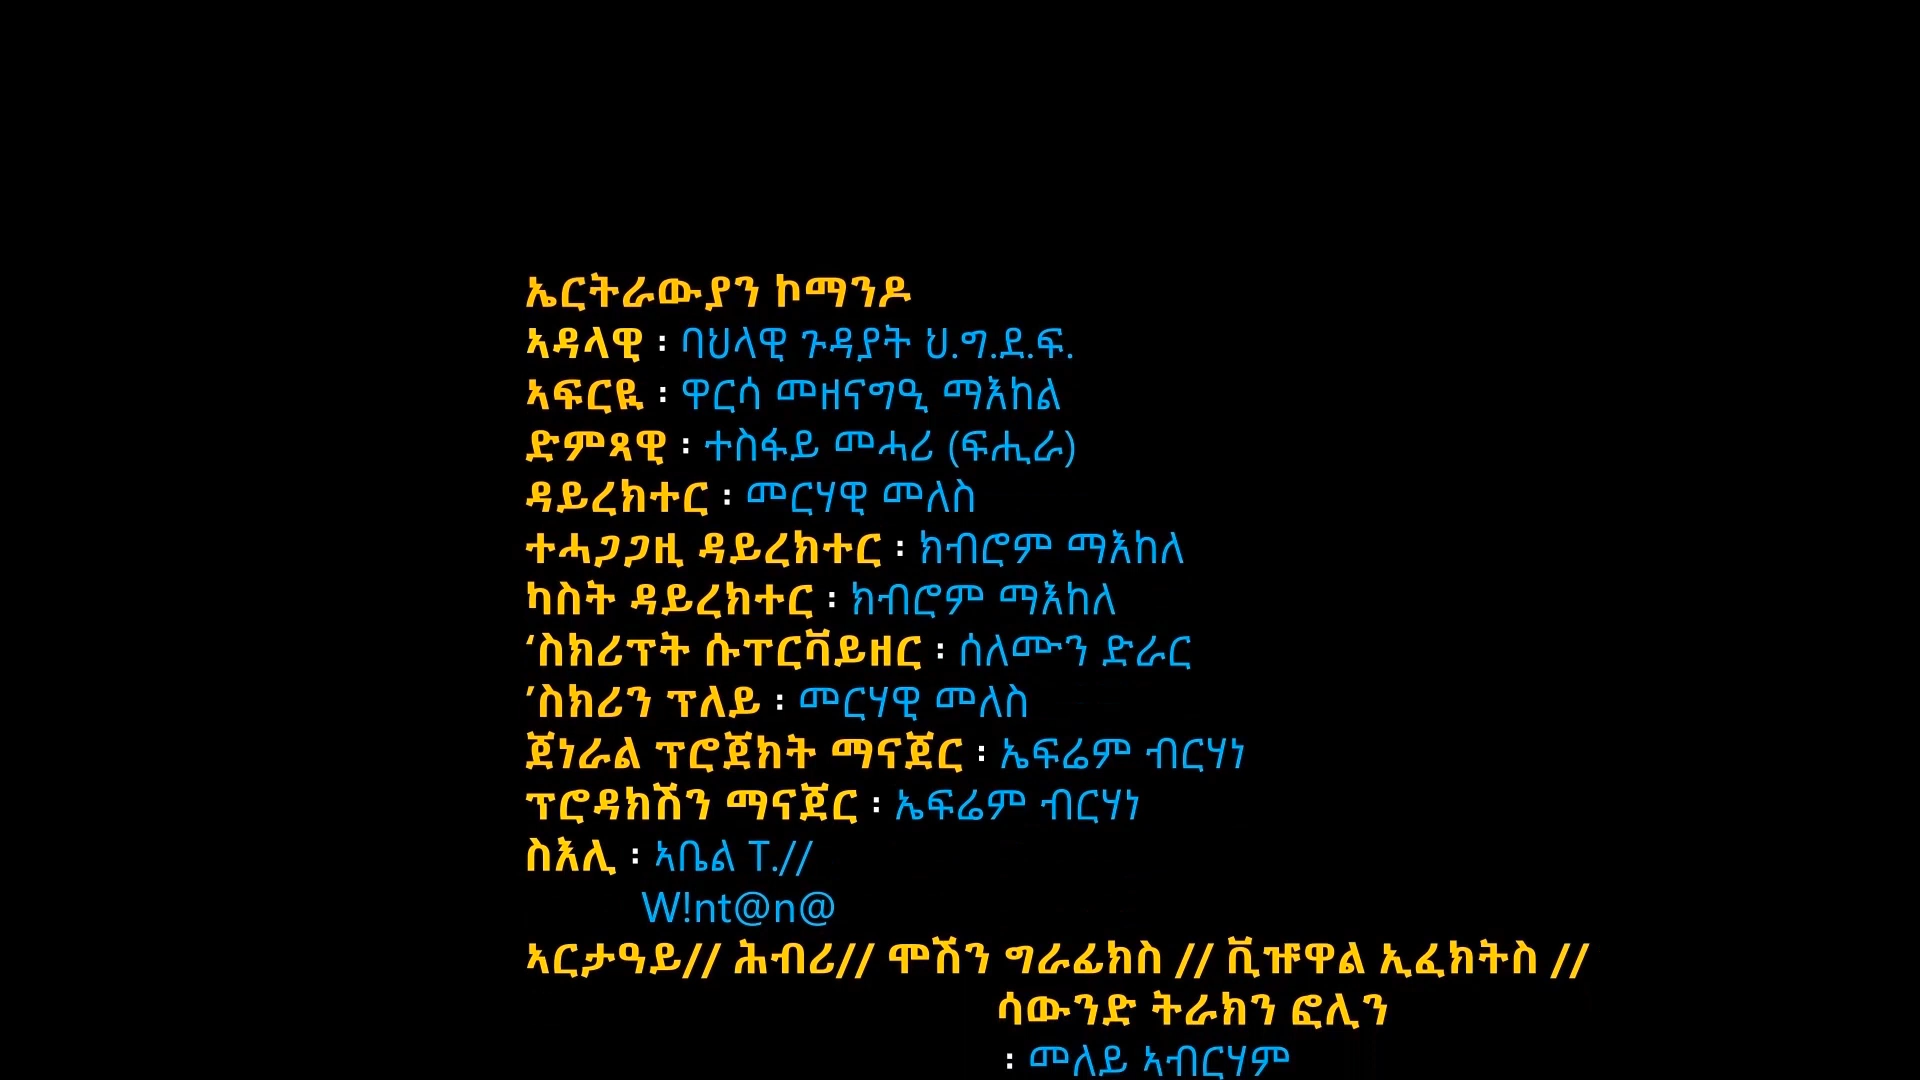 ኤርትራውያን ኮማንዶ
ኣዳላዊ ፡ ባህላዊ ጉዳያት ህ.ግ.ደ.ፍ.
ኣፍርዪ ፡ ዋርሳ መዘናግዒ ማእከል
ድምጻዊ ፡ ተስፋይ መሓሪ (ፍሒራ)
ዳይረክተር ፡ መርሃዊ መለስ
ተሓጋጋዚ ዳይረክተር ፡ ክብሮም ማእከለ
ካስት ዳይረክተር ፡ ክብሮም ማእከለ
‘ስክሪፕት ሱፐርቫይዘር ፡ ሰለሙን ድራር
’ስክሪን ፕለይ ፡ መርሃዊ መለስ
ጀነራል ፕሮጀክት ማናጀር ፡ ኤፍሬም ብርሃነ
ፕሮዳክሽን ማናጀር ፡ ኤፍሬም ብርሃነ
ስእሊ ፡ ኣቤል T.//
W!nt@n@
ኣርታዓይ// ሕብሪ// ሞሽን ግራፊክስ // ቪዡዋል ኢፈክትስ //
ሳውንድ ትራክን ፎሊን
፡ መለይ ኣብርሃም